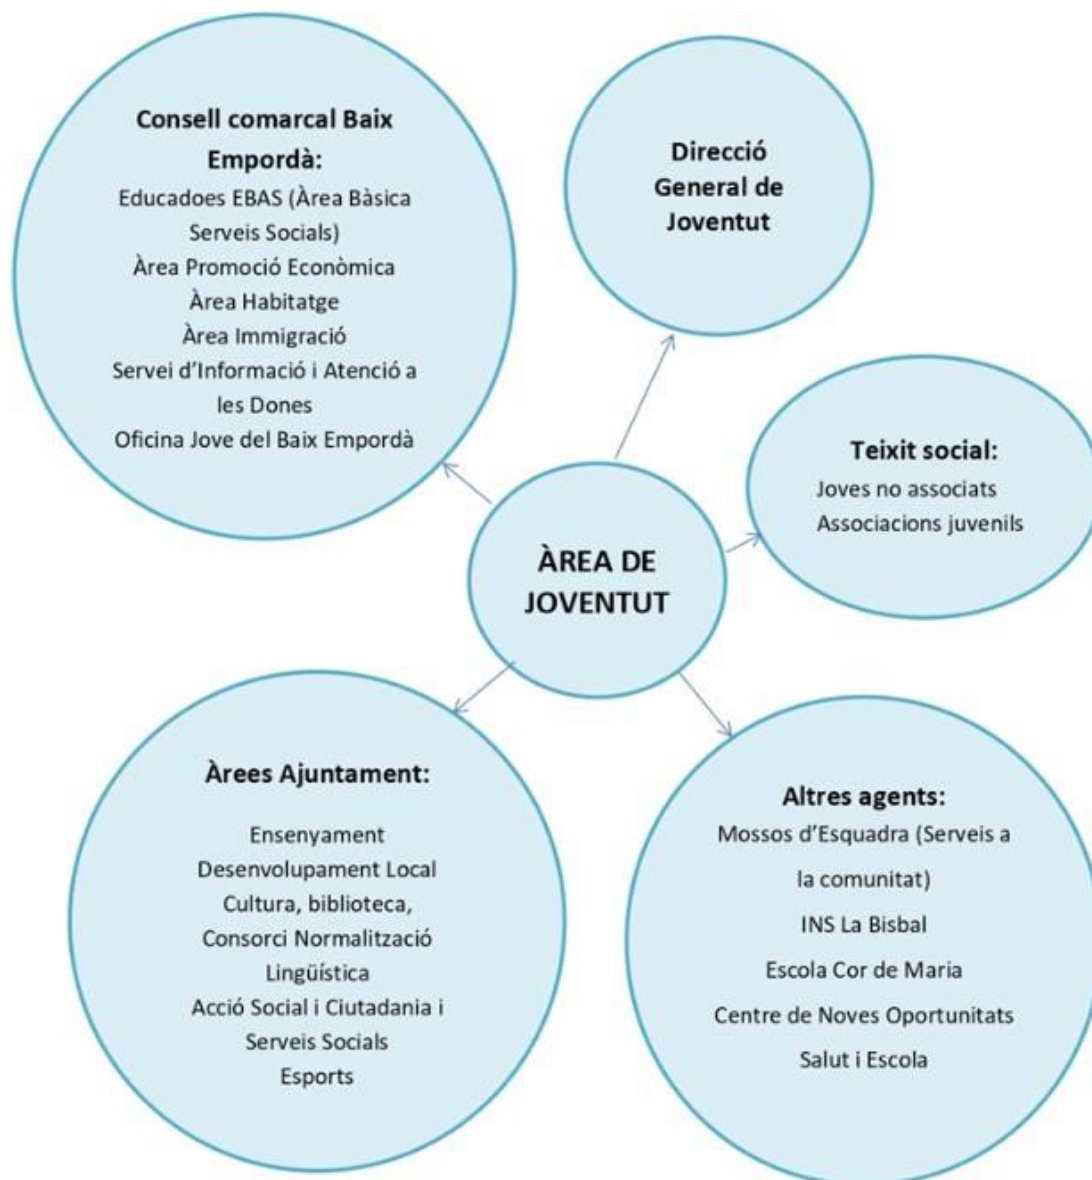 Consell comarcal Baix
Empordà:
Educadoes EBAS (Àrea Bàsica
Serveis Socials)
Àrea Promoció Econòmica
Àrea Habitatge
Àrea Immigració
Servei d’Informació i Atenció a
les Dones
Oficina Jove del Baix Empordà
Direcció
General de
Joventut
Teixit social:
Joves no associats
Associacions juvenils
ÀREA DE
JOVENTUT
Àrees Ajuntament:
Ensenyament
Desenvolupament Local
Cultura, biblioteca,
Consorci Normalització
Lingüística
Acció Social i Ciutadania i
Serveis Socials
Esports
Altres agents:
Mossos d’Esquadra (Serveis a
la comunitat)
INS La Bisbal
Escola Cor de Maria
Centre de Noves Oportunitats
Salut i Escola